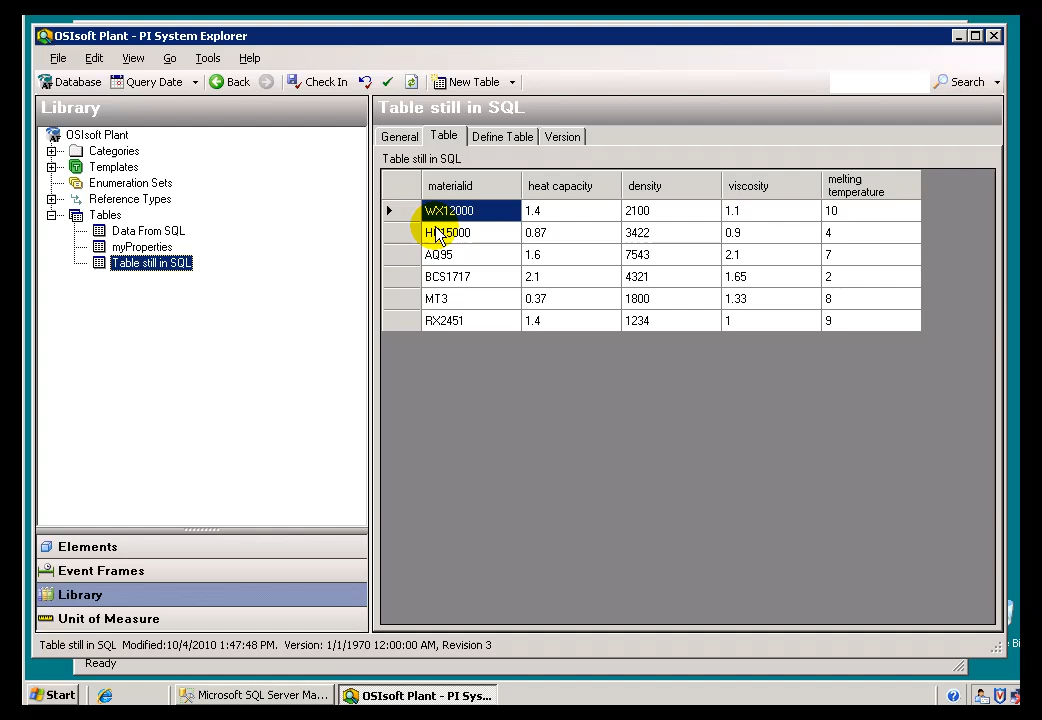 OSIsoft Plant - PI System Explorer
File Edit View Go Tools Help
Database Query Date Back Check In New Table Search
Library
OSIsoft Plant
Categories
Templates
Enumeration Sets
Reference Types
Tables
Data From SQL
myProperties
Table still in SQL
Elements
Event Frames
Library
Unit of Measure
Table still in SQL
General Table Define Table Version
Table still in SQL
materialid heat capacity density viscosity melting temperature
WX12000 1.4 2100 1.1 10
0.87 3422 0.9 4
AQ95 1.6 7543 2.1 7
BCS1717 2.1 4321 1.65 2
MT3 0.37 1800 1.33 8
RX2451 1.4 1234 1 9
Table still in SQL Modified:10/4/2010 1:47:48 PM. Version: 1/1/1970 12:00:00 AM, Revision 3
Ready
Start Microsoft SQL Server Ma... OSIsoft Plant - PI Sys...